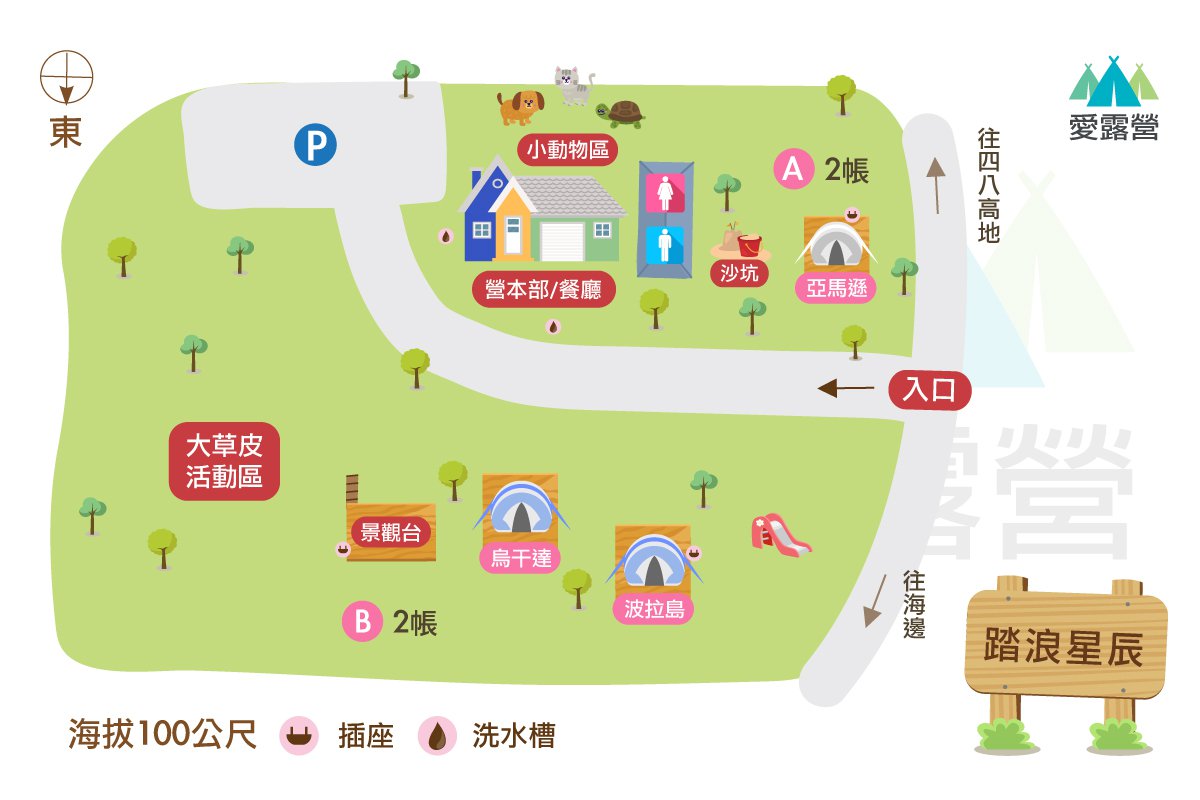 東
P
愛露營
小動物區
A 2帳
往四八高地
營本部/餐廳
沙坑
亞馬遜
入口
露營
大草皮
活動區
景觀台
烏干達
波拉島
B 2帳
往海邊
踏浪星辰
海拔100公尺 插座 洗水槽